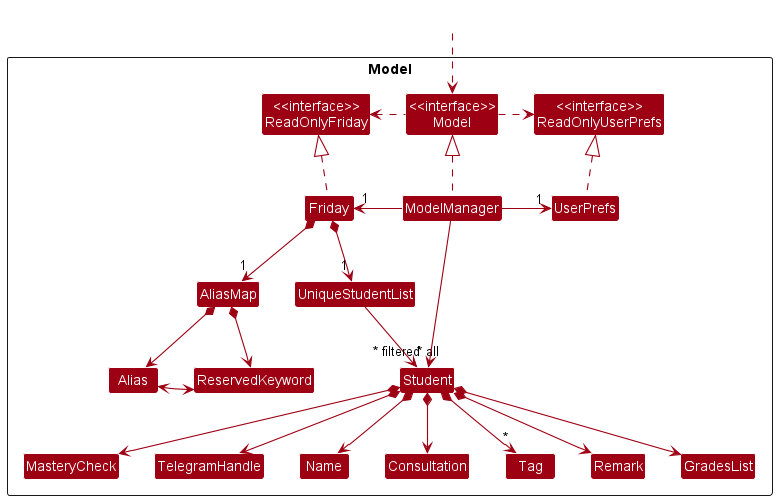 Model
<<interface>>
ReadOnlyFriday
<<interface>>
Model
<<interface>>
ReadOnlyUserPrefs
Friday
1
ModelManager
1
UserPrefs
1
1
AliasMap
UniqueStudentList
* filtered
* all
Alias
ReservedKeyword
Student
*
MasteryCheck
TelegramHandle
Name
Consultation
Tag
Remark
GradesList